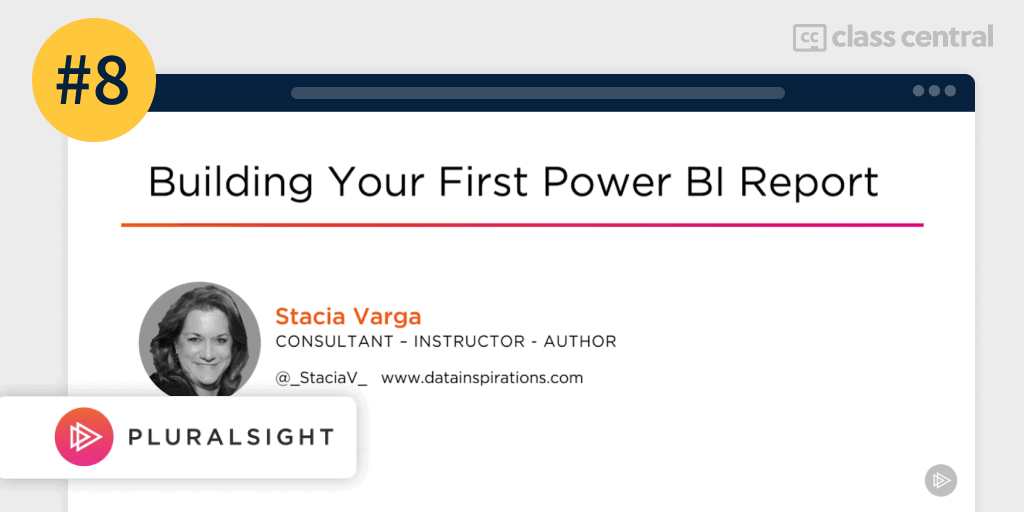 #8
cc class central
Building Your First Power BI Report
Stacia Varga
CONSULTANT – INSTRUCTOR - AUTHOR
@_StaciaV_ www.datainspirations.com
PLURALSIGHT